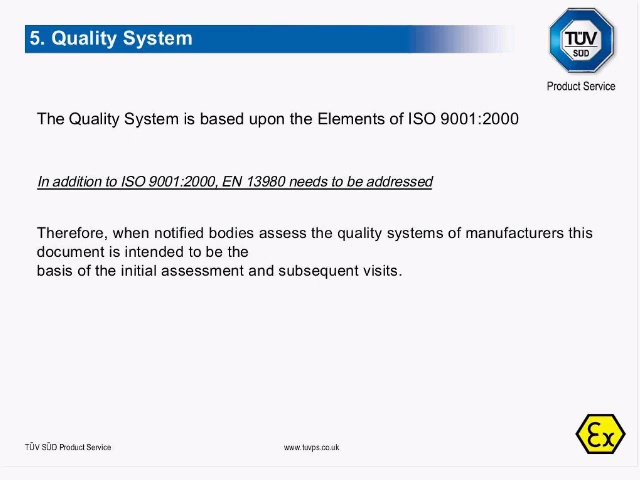 5. Quality System
TÜV
SÜD
Product Service
The Quality System is based upon the Elements of ISO 9001:2000
In addition to ISO 9001:2000, EN 13980 needs to be addressed
Therefore, when notified bodies assess the quality systems of manufacturers this
document is intended to be the
basis of the initial assessment and subsequent visits.
TÜV SÜD Product Service
www.tuvps.co.uk
Ex